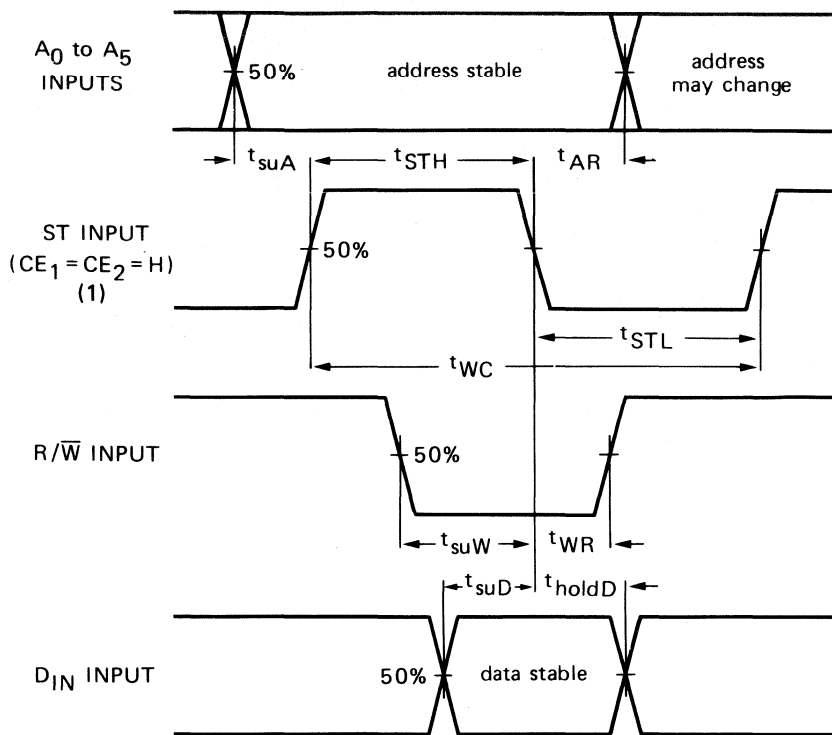 A0 to A5
INPUTS
50%
address stable
address
may change
tsuA
tSTH
tAR
ST INPUT
(CE1 = CE2 = H)
(1)
50%
tSTL
tWC
R/W̅ INPUT
50%
tsuW
tWR
tsuD
tholdD
DIN INPUT
50%
data stable